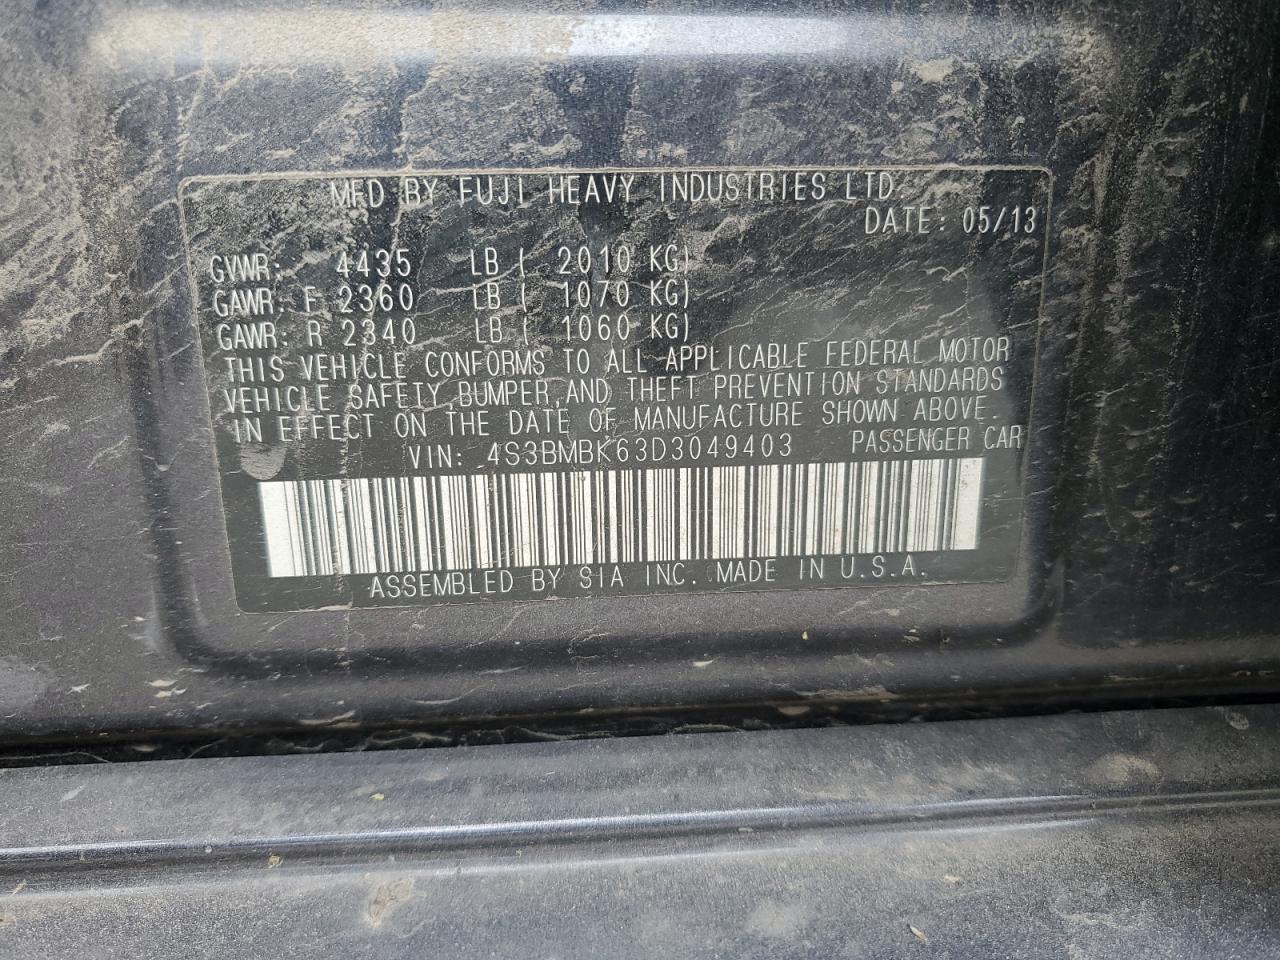 MFD BY FUJI HEAVY INDUSTRIES LTD.
DATE: 05/13
GVWR: 4435 LB ( 2010 KG)
GAWR: F 2360 LB ( 1070 KG)
GAWR: R 2340 LB ( 1060 KG)
THIS VEHICLE CONFORMS TO ALL APPLICABLE FEDERAL MOTOR
VEHICLE SAFETY, BUMPER, AND THEFT PREVENTION STANDARDS
IN EFFECT ON THE DATE OF MANUFACTURE SHOWN ABOVE.
VIN: 4S3BMBK63D3049403 PASSENGER CAR
ASSEMBLED BY SIA INC. MADE IN U.S.A.